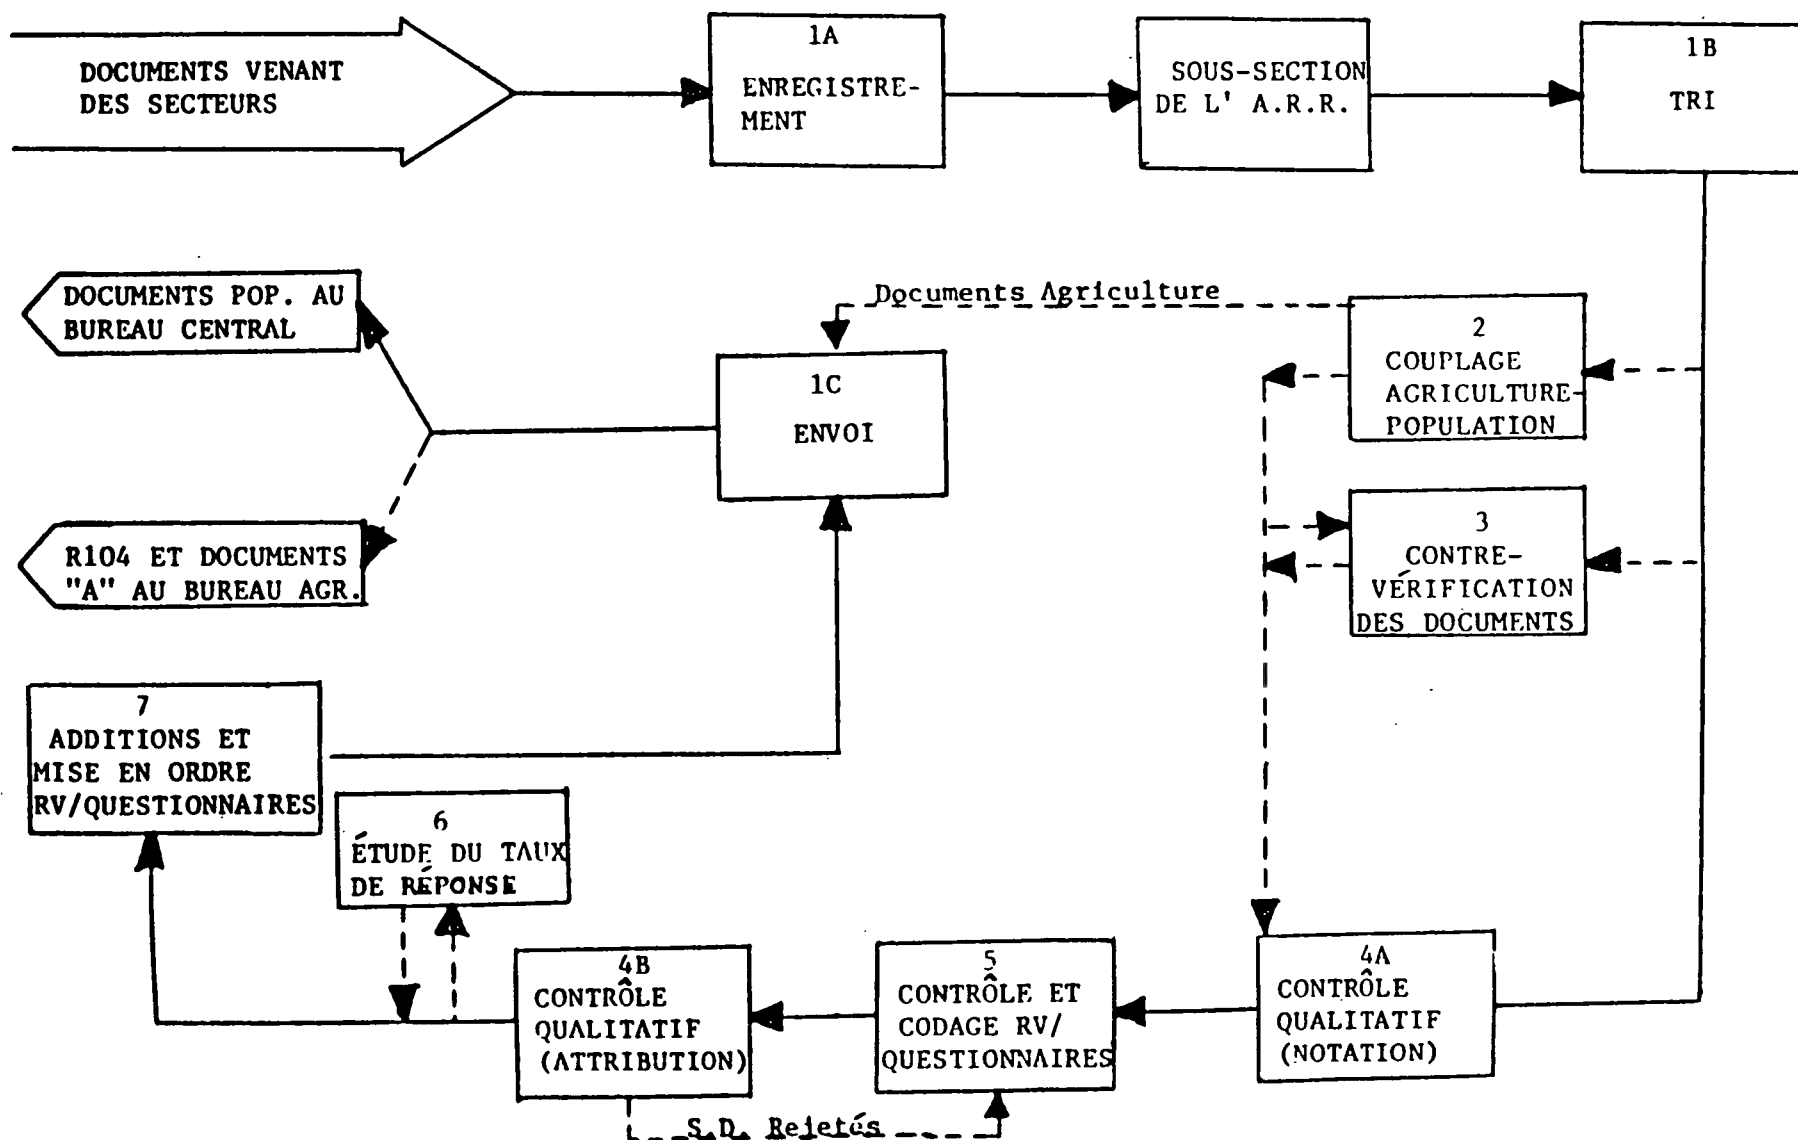 DOCUMENTS VENANT
DES SECTEURS
1A
ENREGISTRE-
MENT
SOUS-SECTION
DE L' A.R.R.
1B
TRI
DOCUMENTS POP. AU
BUREAU CENTRAL
Documents Agriculture
1C
ENVOI
2
COUPLAGE
AGRICULTURE-
POPULATION
R104 ET DOCUMENTS
"A" AU BUREAU AGR.
3
CONTRE-
VÉRIFICATION
DES DOCUMENTS
7
ADDITIONS ET
MISE EN ORDRE
RV/QUESTIONNAIRES
6
ÉTUDE DU TAUX
DE RÉPONSE
4B
CONTRÔLE
QUALITATIF
(ATTRIBUTION)
5
CONTRÔLE ET
CODAGE RV/
QUESTIONNAIRES
4A
CONTRÔLE
QUALITATIF
(NOTATION)
S.D. Rejetés